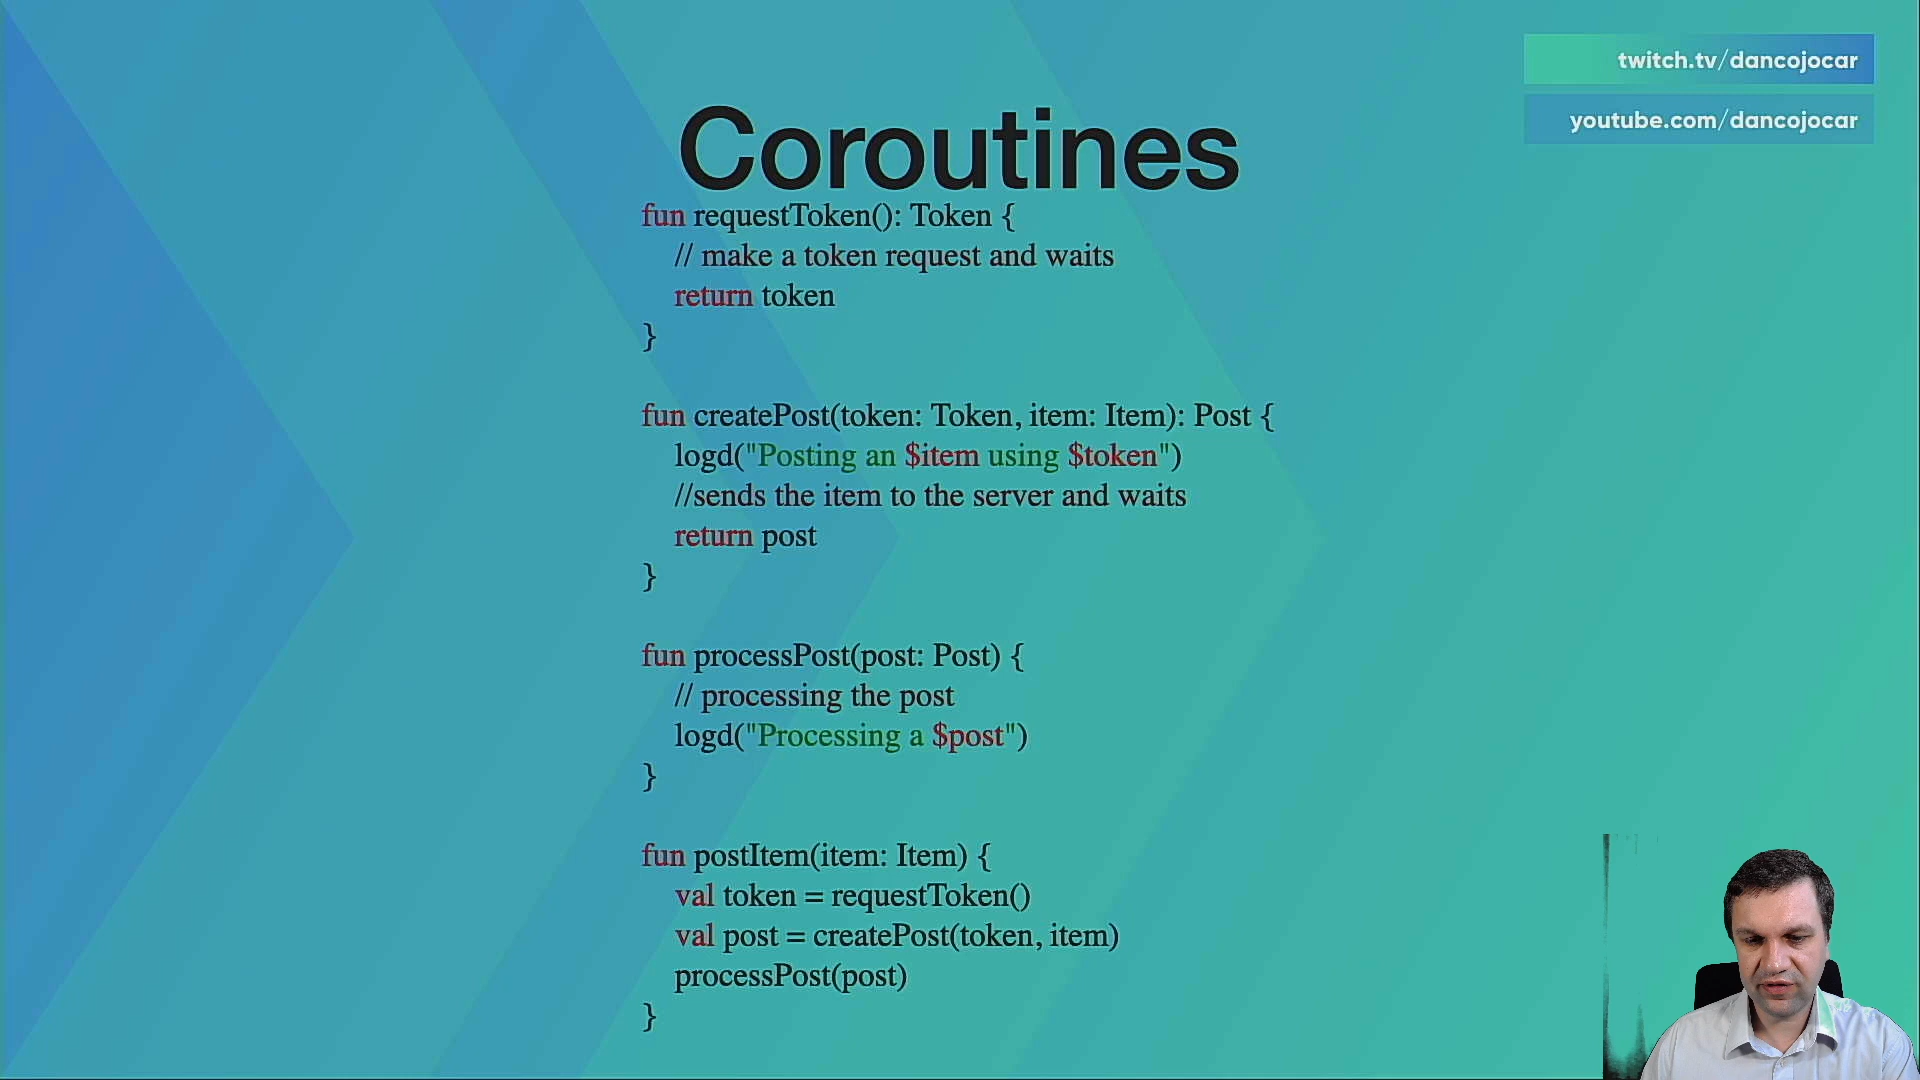 twitch.tv/dancojocar
youtube.com/dancojocar
Coroutines
fun requestToken(): Token {
// make a token request and waits
return token
}
fun createPost(token: Token, item: Item): Post {
logd("Posting an $item using $token")
//sends the item to the server and waits
return post
}
fun processPost(post: Post) {
// processing the post
logd("Processing a $post")
}
fun postItem(item: Item) {
val token = requestToken()
val post = createPost(token, item)
processPost(post)
}